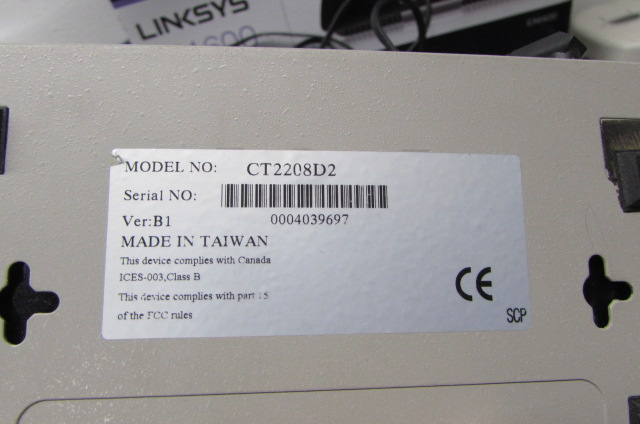 LINKSYS
MODEL NO: CT2208D2
Serial NO:
Ver:B1 0004039697
MADE IN TAIWAN
This device complies with Canada
ICES-003,Class B
This device complies with part 15
of the FCC rules
CE
SCP